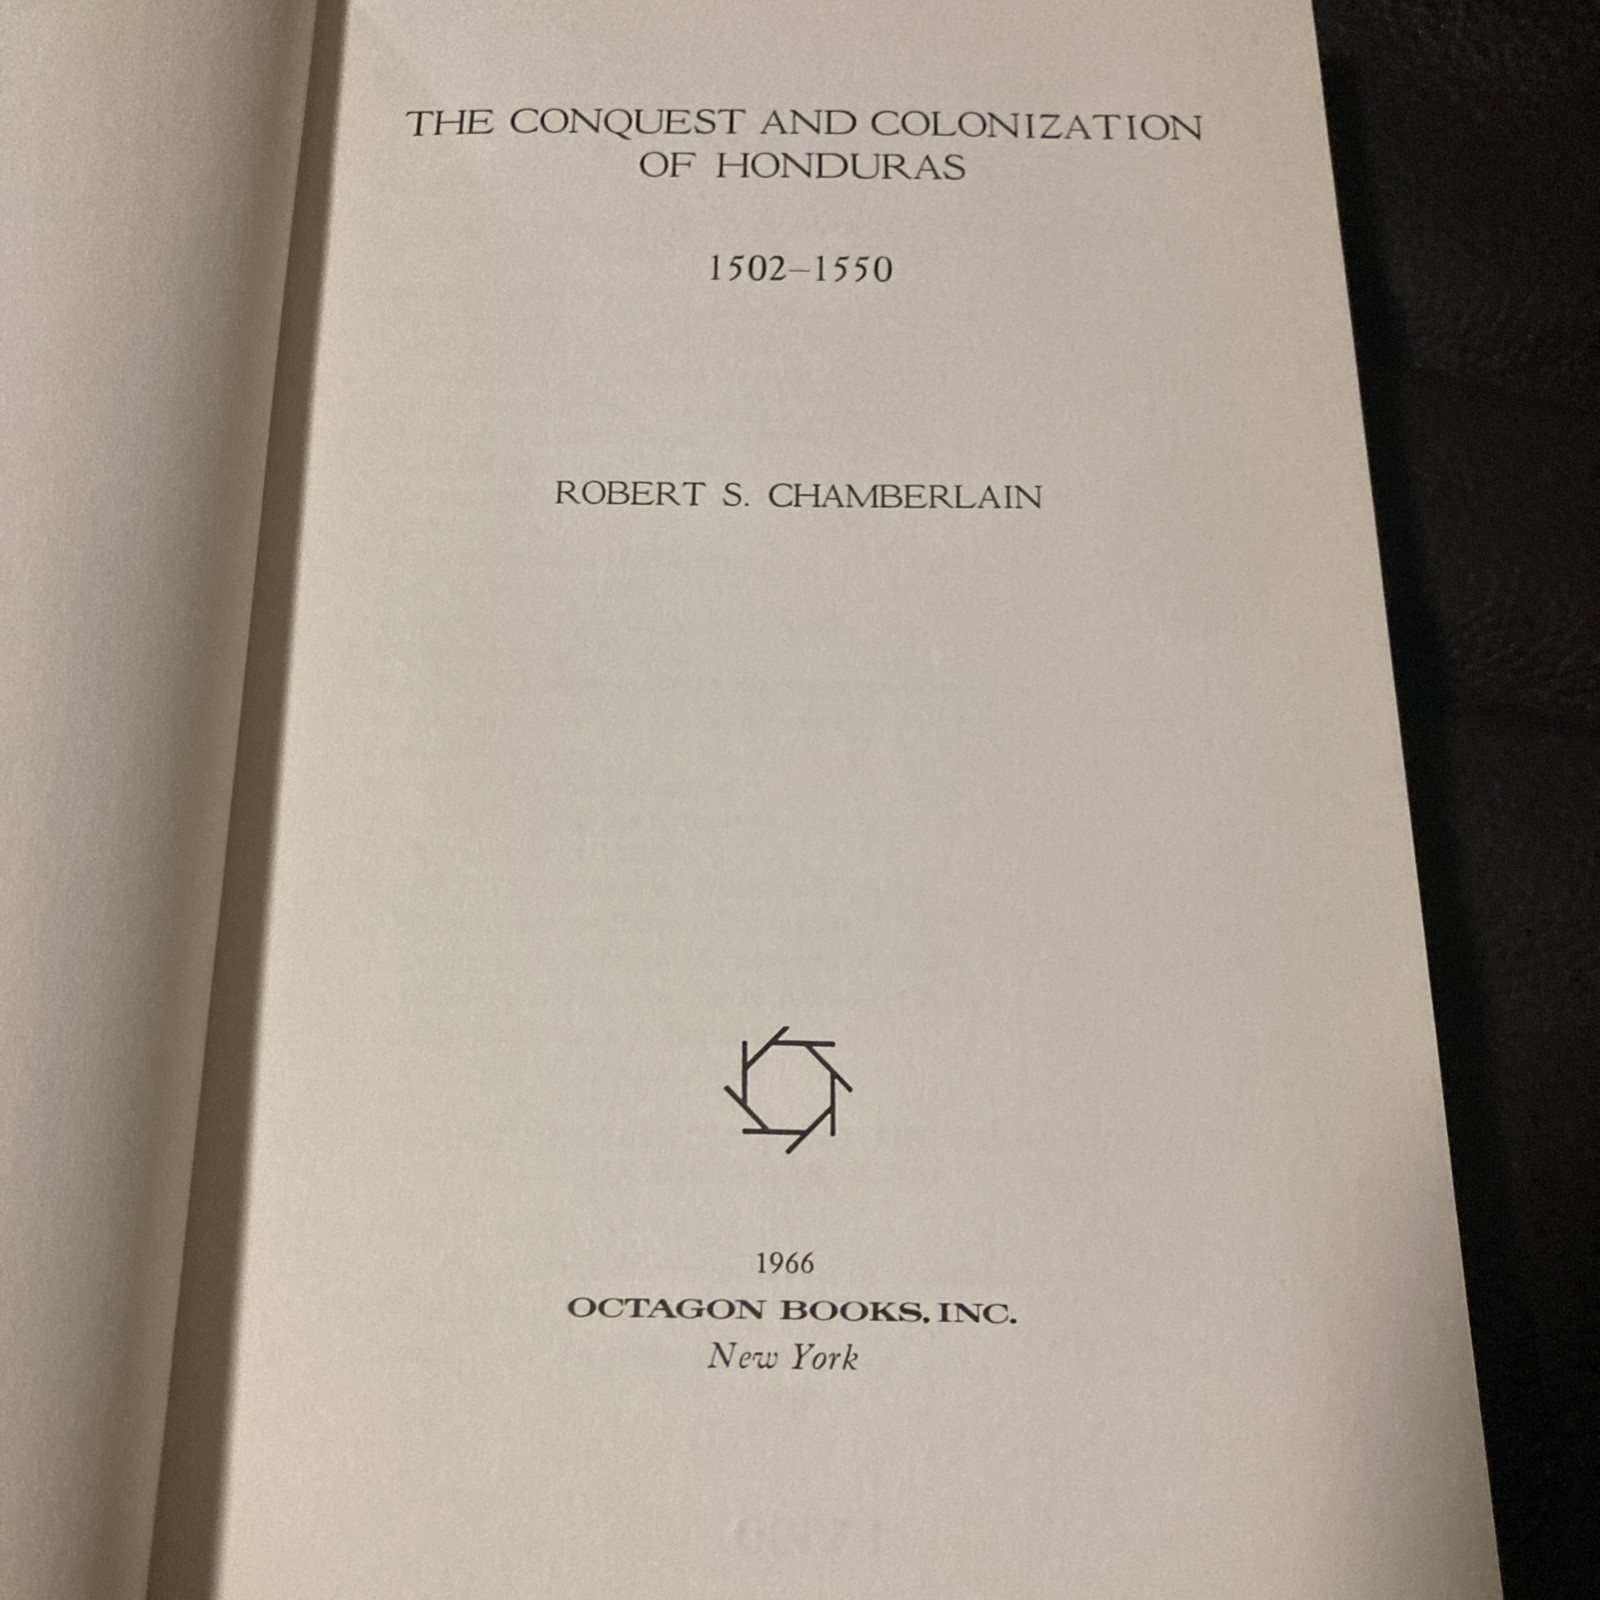 THE CONQUEST AND COLONIZATION
OF HONDURAS
1502–1550
ROBERT S. CHAMBERLAIN
1966
OCTAGON BOOKS, INC.
New York